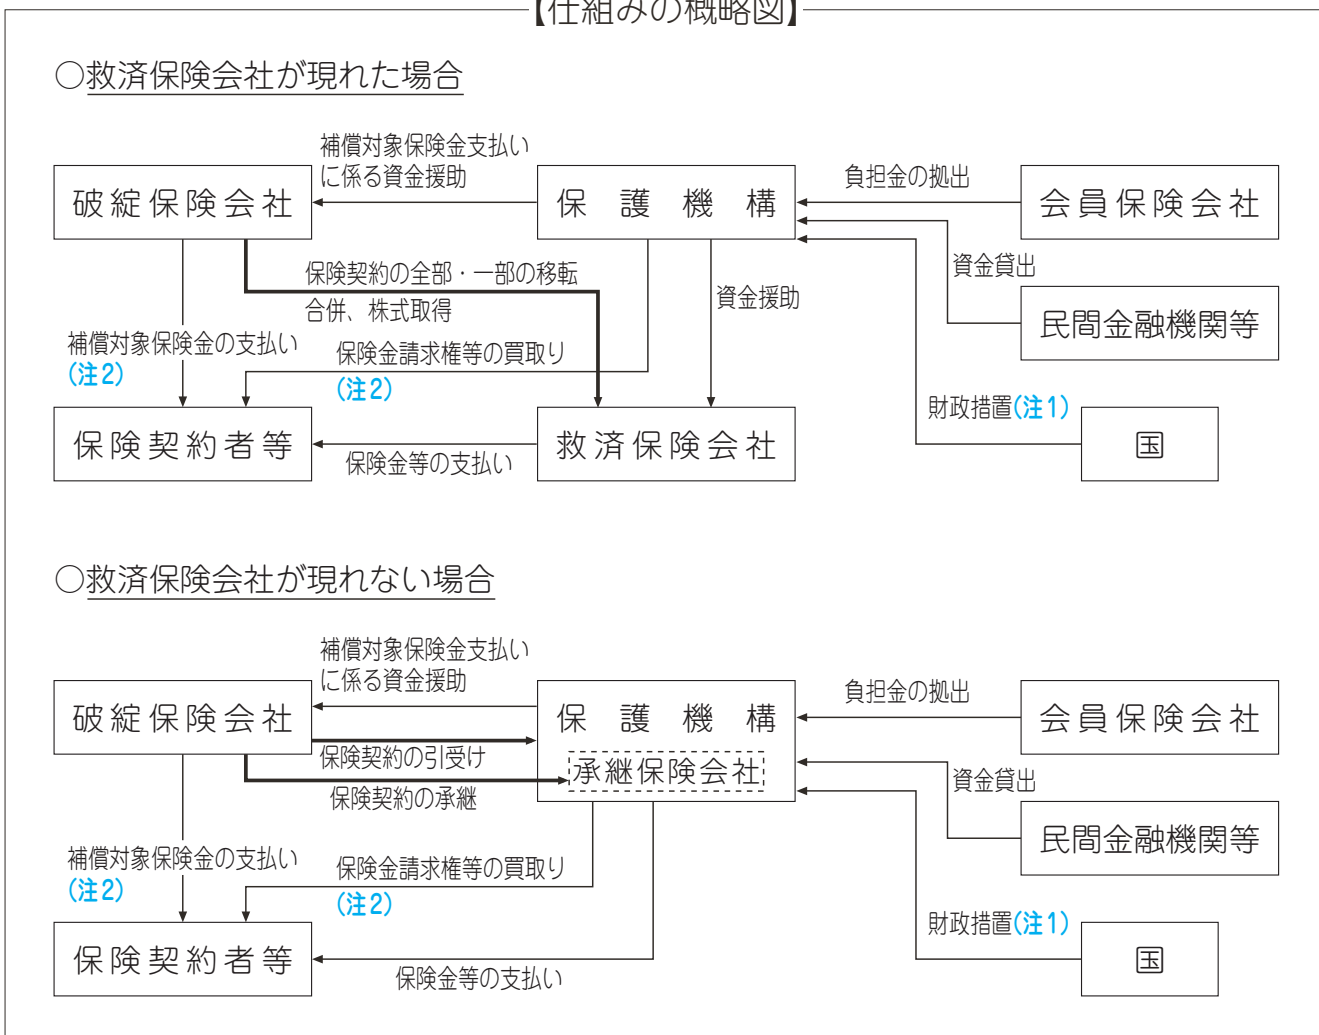 【仕組みの概略図】
○救済保険会社が現れた場合
補償対象保険金支払い
に係る資金援助
破綻保険会社
保護機構
負担金の拠出
会員保険会社
保険契約の全部・一部の移転
合併、株式取得
資金援助
資金貸出
民間金融機関等
補償対象保険金の支払い
(注2)
保険金請求権等の買取り
(注2)
財政措置(注1)
保険契約者等
保険金等の支払い
救済保険会社
国
○救済保険会社が現れない場合
補償対象保険金支払い
に係る資金援助
破綻保険会社
保護機構
負担金の拠出
会員保険会社
保険契約の引受け
承継保険会社
保険契約の承継
資金貸出
民間金融機関等
補償対象保険金の支払い
(注2)
保険金請求権等の買取り
(注2)
財政措置(注1)
保険契約者等
保険金等の支払い
国